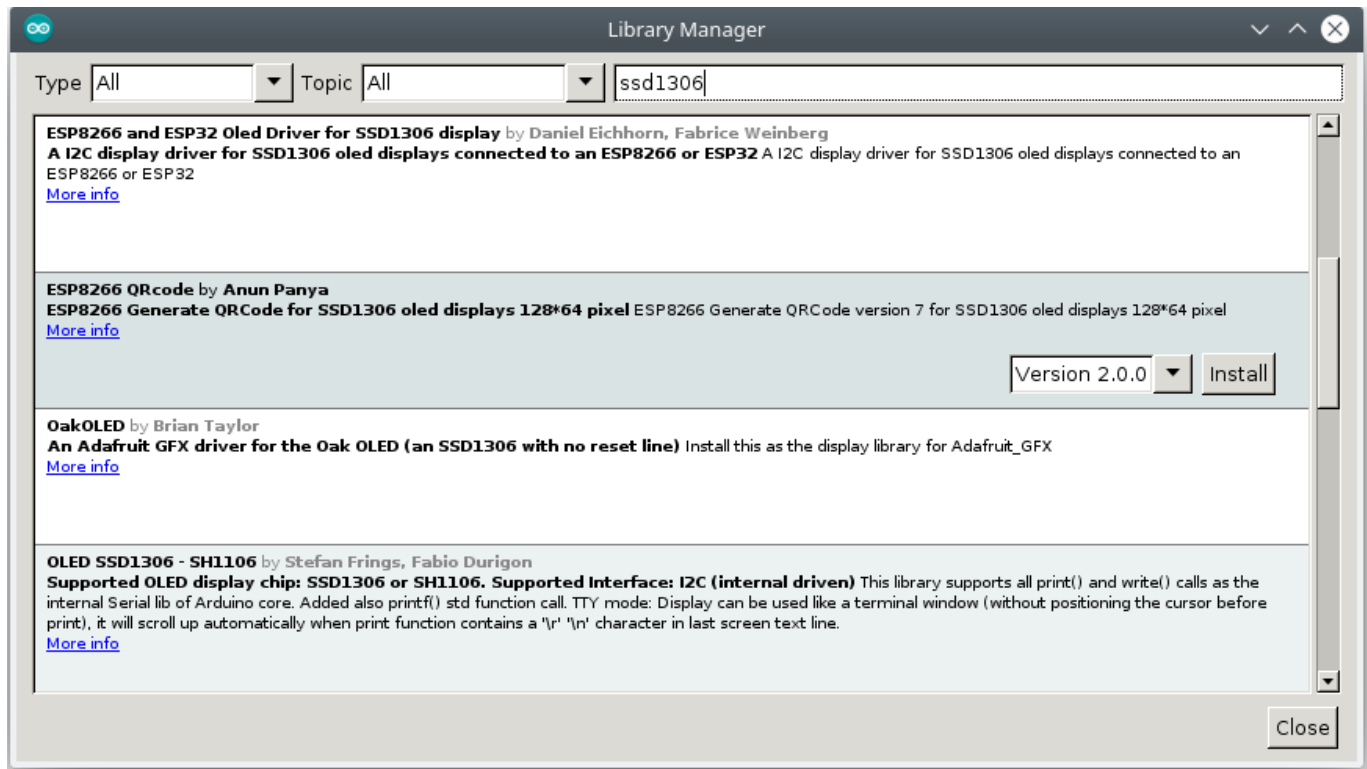 Library Manager
Type All Topic All ssd1306
ESP8266 and ESP32 Oled Driver for SSD1306 display by Daniel Eichhorn, Fabrice Weinberg
A I2C display driver for SSD1306 oled displays connected to an ESP8266 or ESP32 A I2C display driver for SSD1306 oled displays connected to an
ESP8266 or ESP32
More info
ESP8266 QRcode by Anun Panya
ESP8266 Generate QRCode for SSD1306 oled displays 128*64 pixel ESP8266 Generate QRCode version 7 for SSD1306 oled displays 128*64 pixel
More info
Version 2.0.0 Install
OakOLED by Brian Taylor
An Adafruit GFX driver for the Oak OLED (an SSD1306 with no reset line) Install this as the display library for Adafruit_GFX
More info
OLED SSD1306 - SH1106 by Stefan Frings, Fabio Durigon
Supported OLED display chip: SSD1306 or SH1106. Supported Interface: I2C (internal driven) This library supports all print() and write() calls as the
internal Serial lib of Arduino core. Added also printf() std function call. TTY mode: Display can be used like a terminal window (without positioning the cursor before
print), it will scroll up automatically when print function contains a '\r' '\n' character in last screen text line.
More info
Close